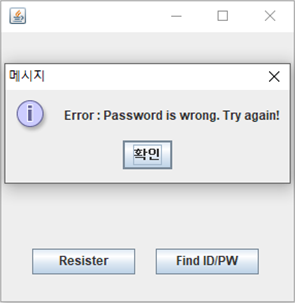 메시지
Error : Password is wrong. Try again!
확인
Resister
Find ID/PW